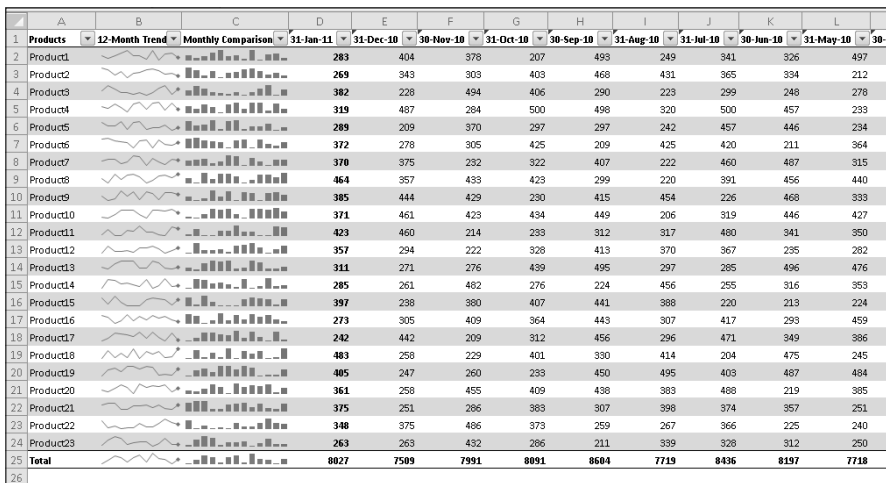 A B C D E F G H I J K
1 Products 12-Month Trend Monthly Comparison 31-Jan-11 31-Dec-10 30-Nov-10 31-Oct-10 30-Sep-10 31-Aug-10 31-Jul-10 30-Jun-10 31-May-10 30-
2 Product1 283 404 378 207 493 249 341 326 497
3 Product2 269 343 303 403 468 431 365 334 212
4 Product3 382 228 494 406 290 223 299 248 278
5 Product4 319 487 284 500 498 320 500 457 233
6 Product5 289 209 370 297 297 242 457 446 234
7 Product6 372 278 305 425 209 425 420 211 364
8 Product7 370 375 232 322 407 222 460 487 315
9 Product8 464 357 433 423 299 220 391 456 440
10 Product9 385 444 429 230 415 454 226 468 333
11 Product10 371 461 423 434 449 206 319 446 427
12 Product11 423 460 214 233 312 317 480 341 350
13 Product12 357 294 222 328 413 370 367 235 282
14 Product13 311 271 276 439 495 297 285 496 476
15 Product14 285 261 482 276 224 456 255 316 353
16 Product15 397 238 380 407 441 388 220 213 224
17 Product16 273 305 409 364 443 307 417 293 459
18 Product17 242 442 209 312 456 296 471 349 386
19 Product18 483 258 229 401 330 414 204 475 245
20 Product19 405 247 260 233 450 495 403 487 484
21 Product20 361 258 455 409 438 383 488 219 385
22 Product21 375 251 286 383 307 398 374 357 251
23 Product22 348 375 486 373 259 267 366 225 240
24 Product23 263 263 432 286 211 339 328 312 250
25 Total 8027 7509 7991 8091 8604 7719 8436 8197 7718
26